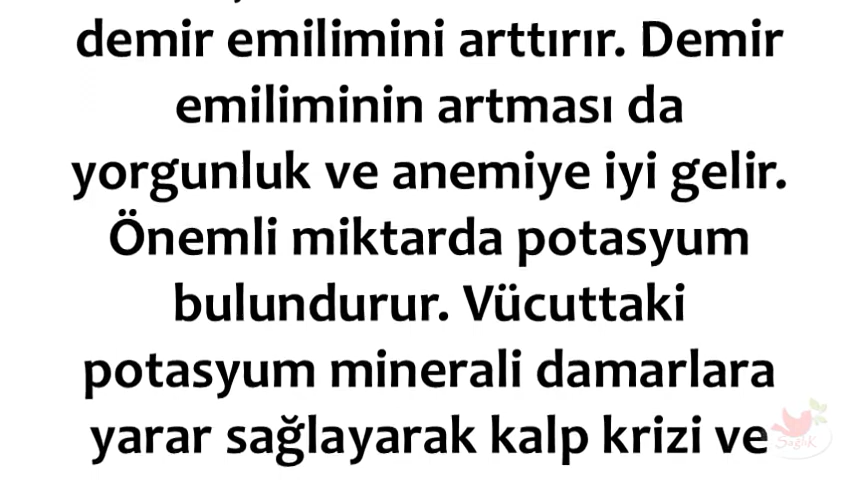 demir emilimini arttırır. Demir
emiliminin artması da
yorgunluk ve anemiye iyi gelir.
Önemli miktarda potasyum
bulundurur. Vücuttaki
potasyum minerali damarlara
yarar sağlayarak kalp krizi ve
Sağlık